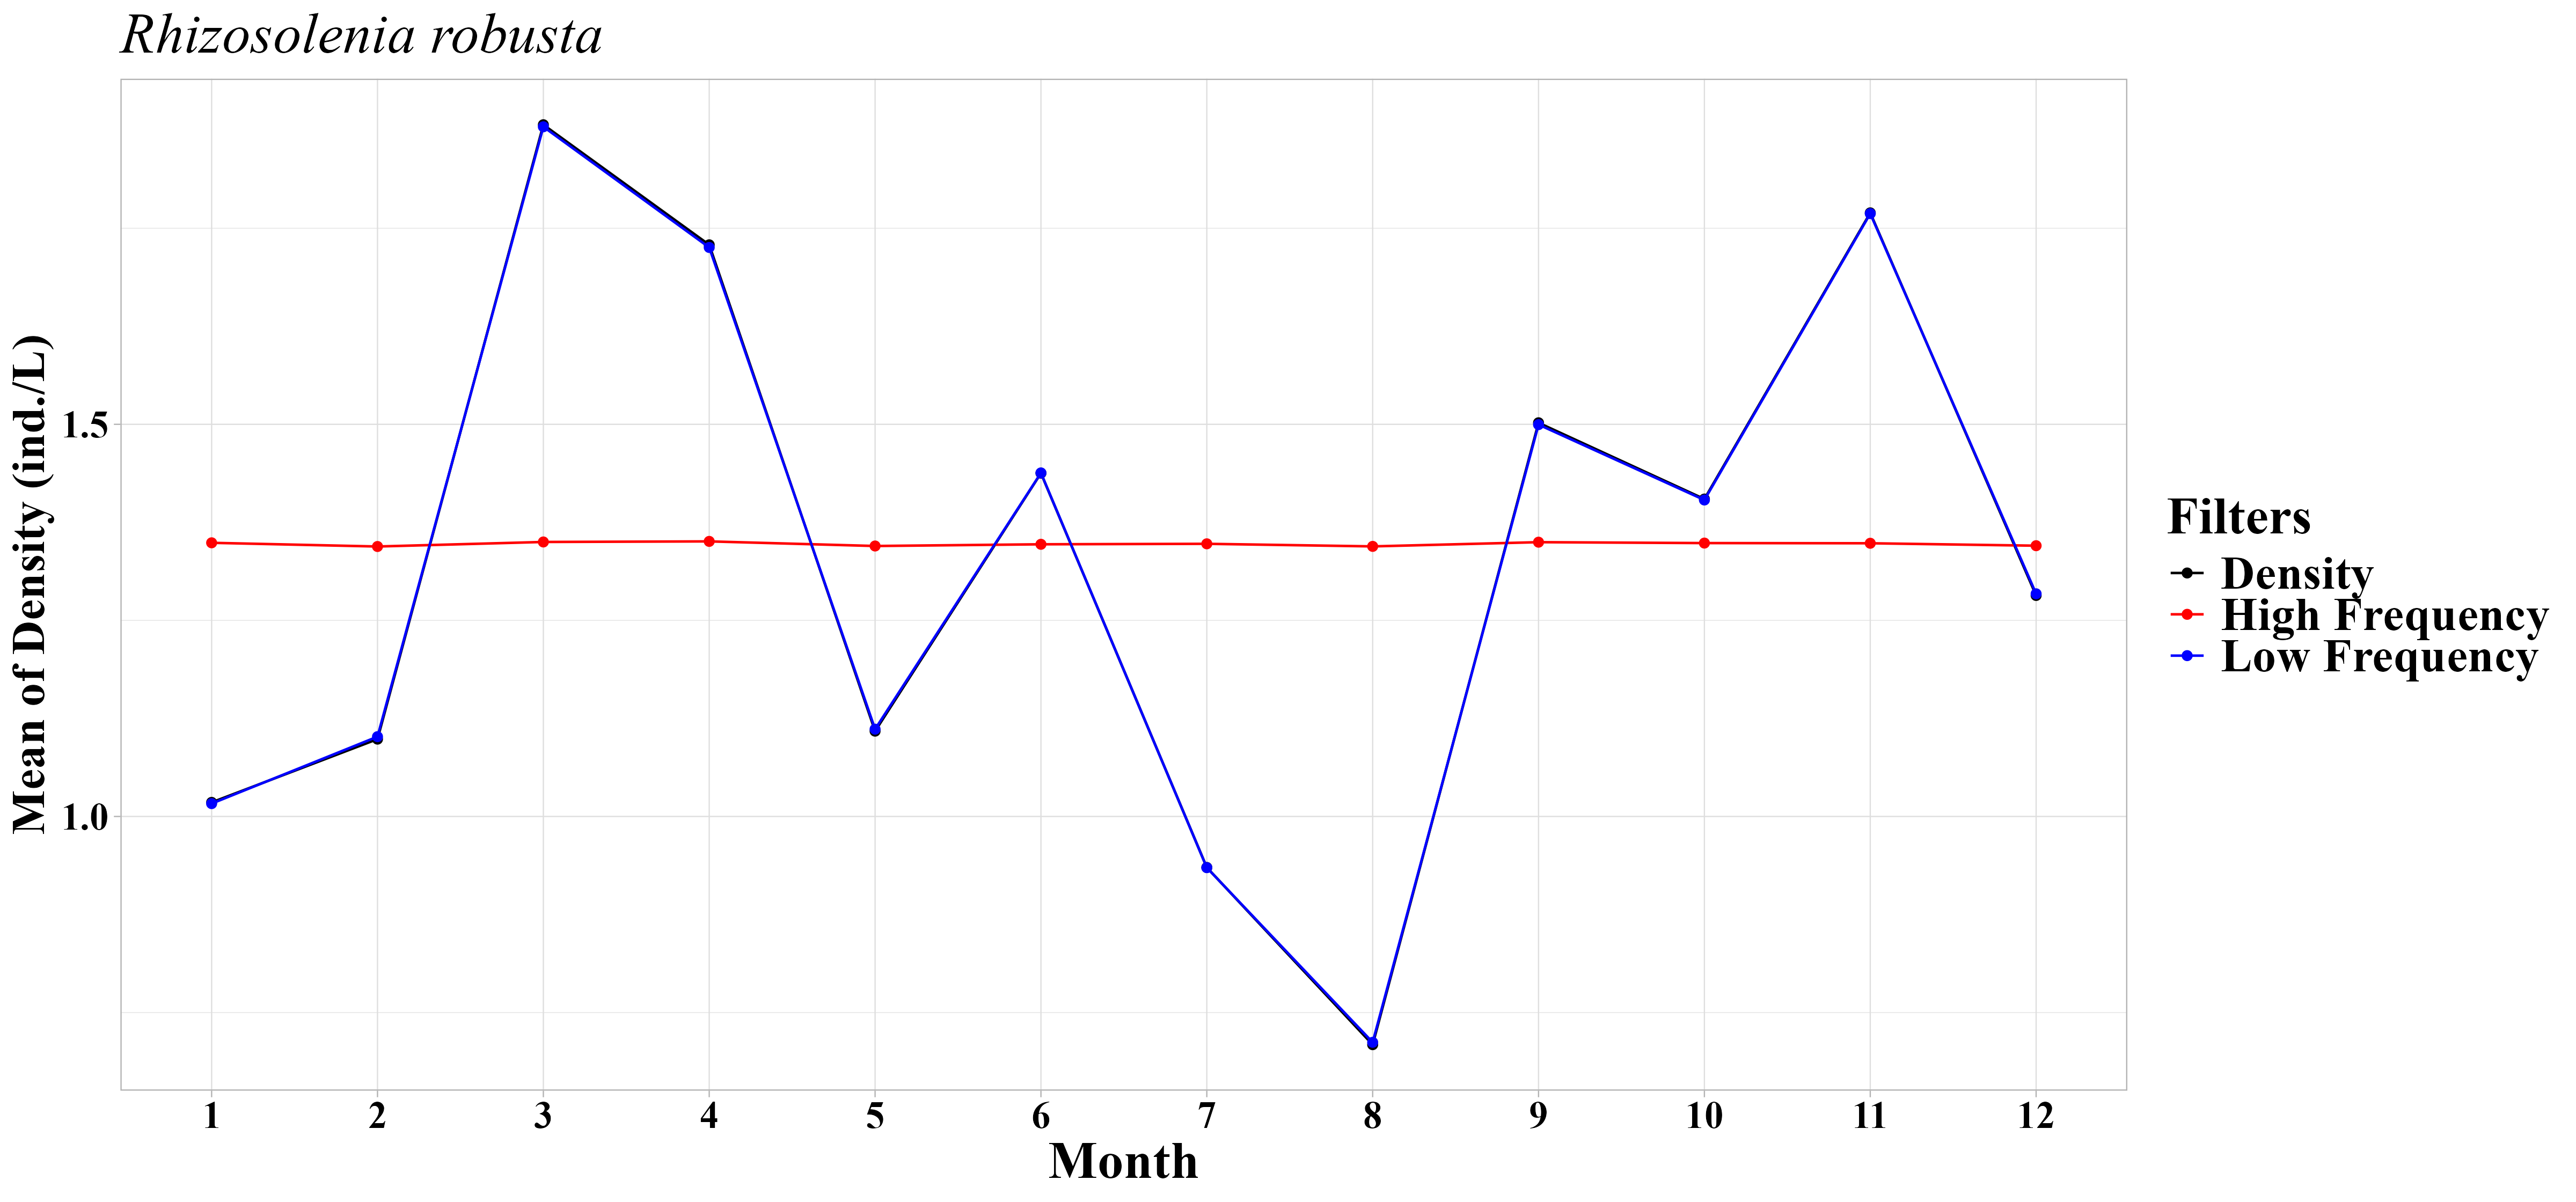 Rhizosolenia robusta
Mean of Density (ind./L)
1.5
1.0
1 2 3 4 5 6 7 8 9 10 11 12
Month
Filters
Density
High Frequency
Low Frequency